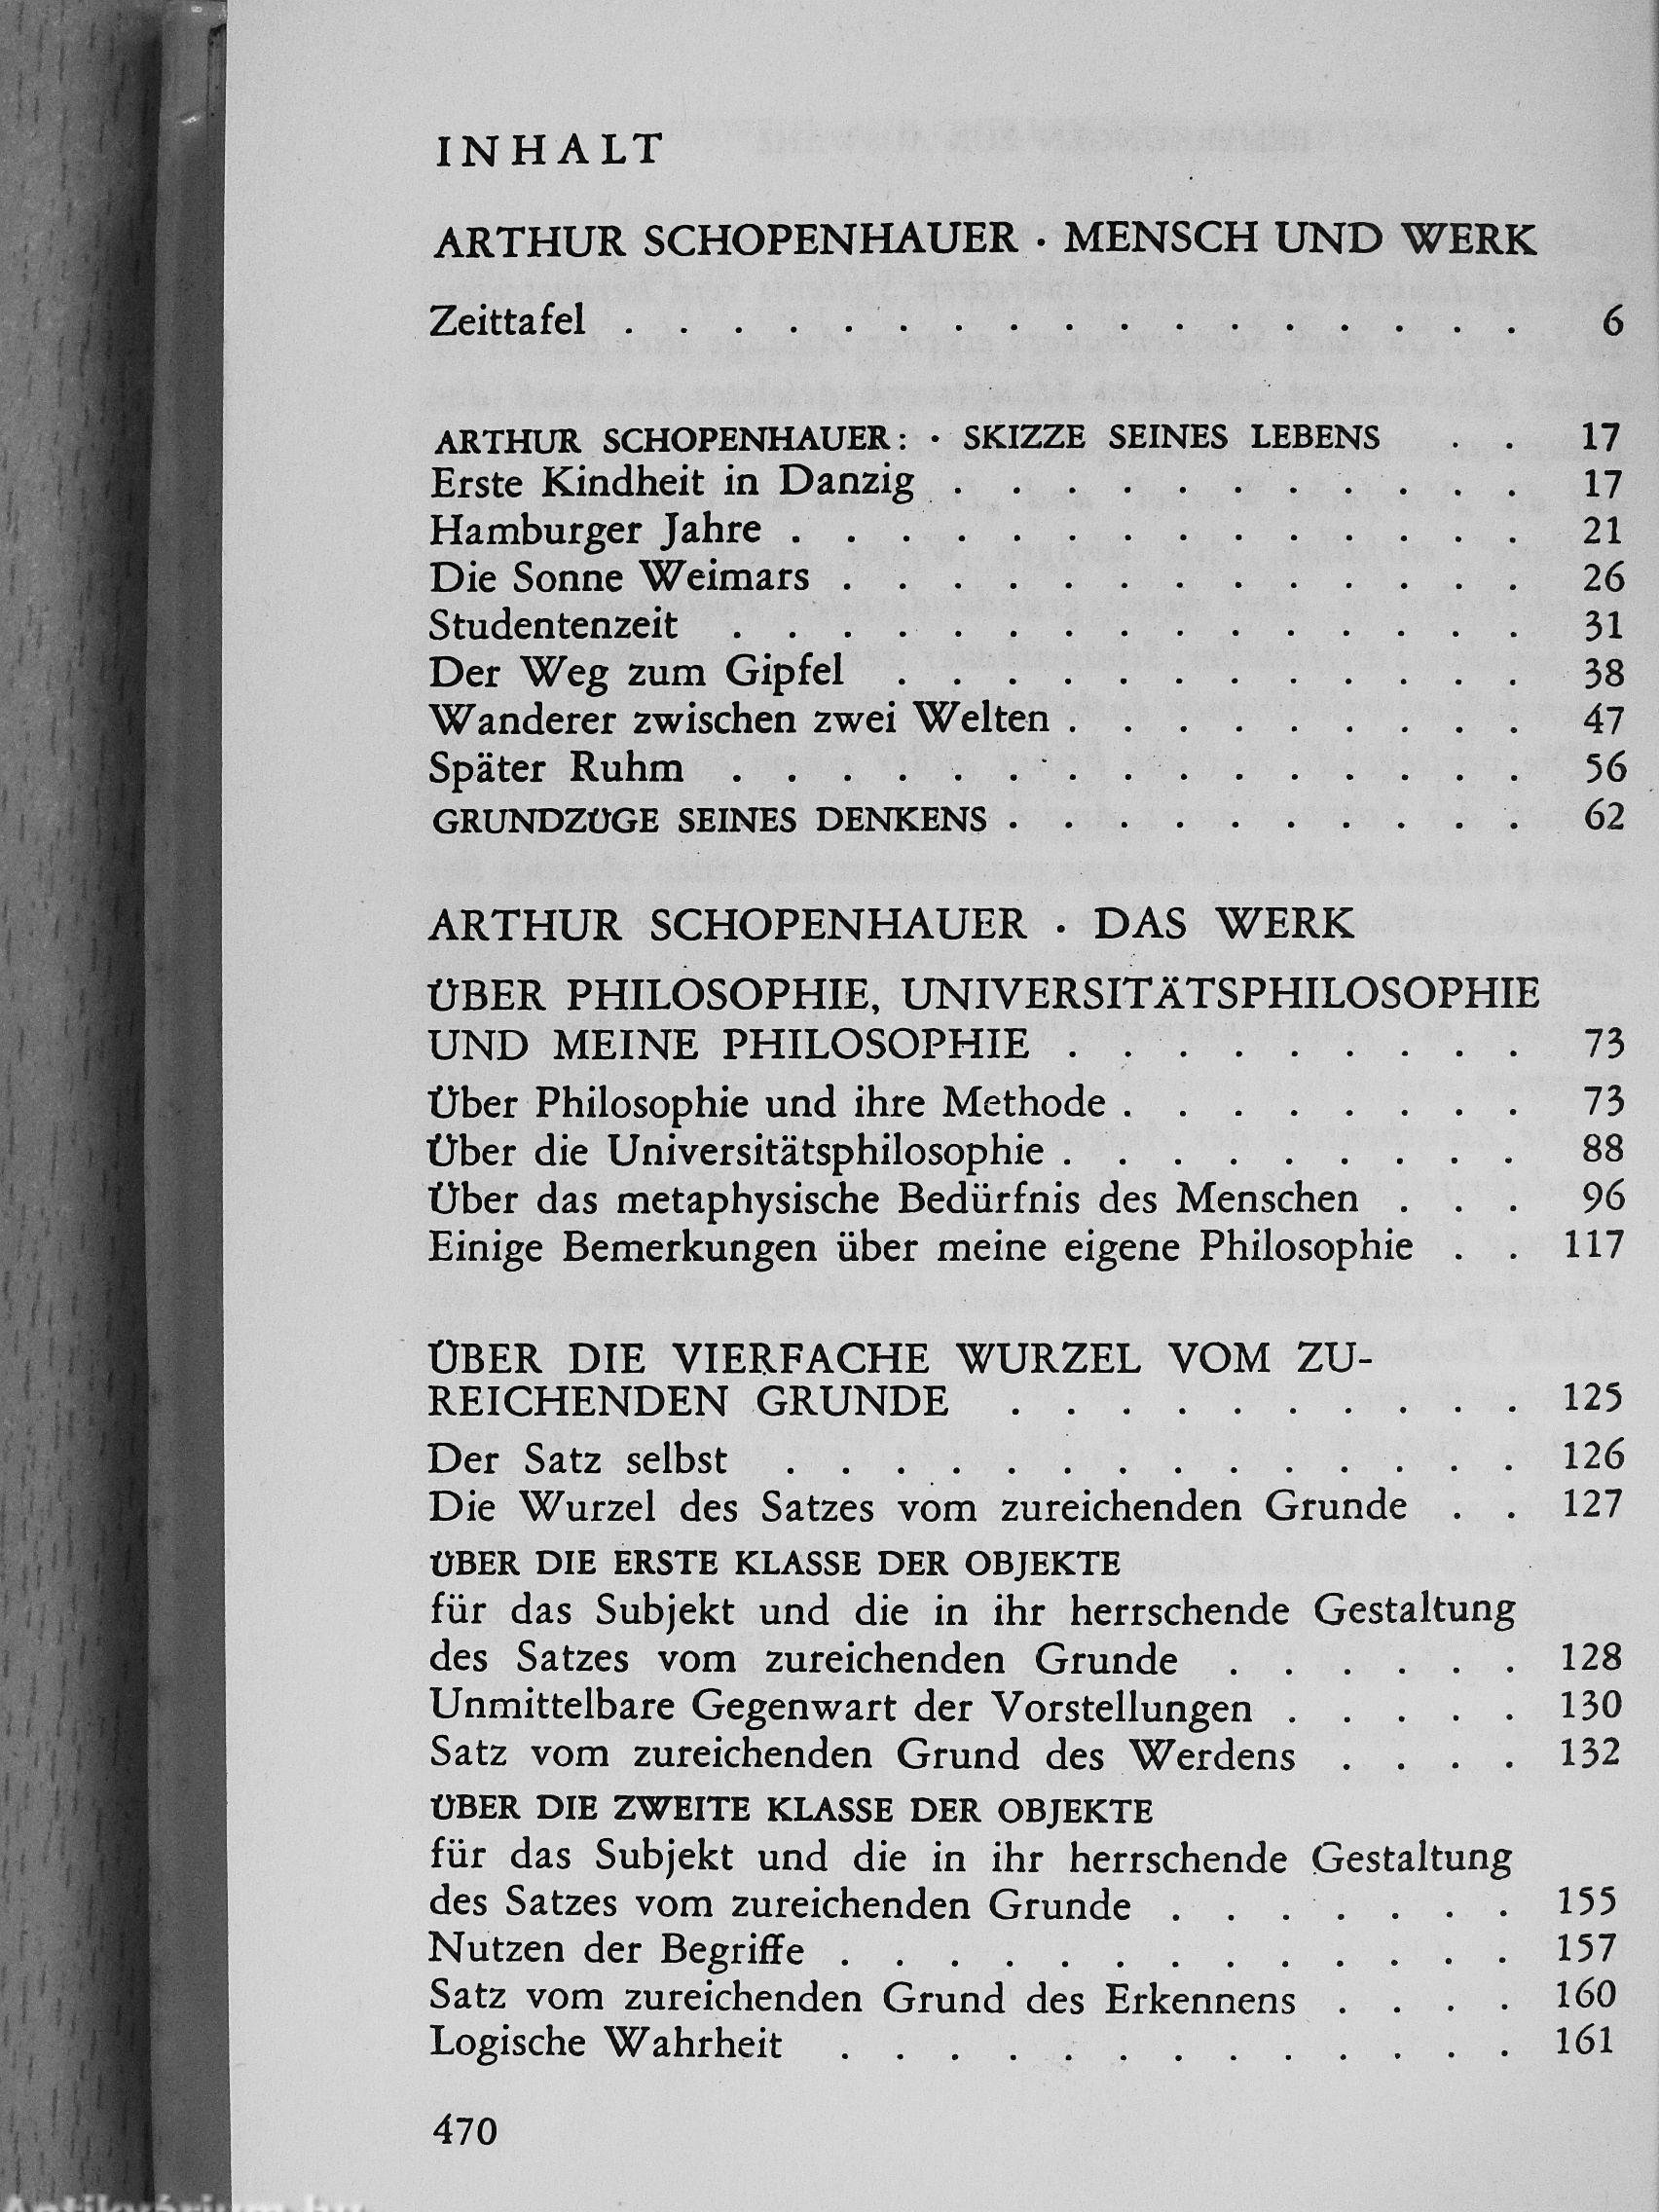 INHALT
ARTHUR SCHOPENHAUER · MENSCH UND WERK
Zeittafel . . . . . . . . . . . . . . . . . 6
ARTHUR SCHOPENHAUER: · SKIZZE SEINES LEBENS . . 17
Erste Kindheit in Danzig . . . . . . . . . . . 17
Hamburger Jahre . . . . . . . . . . . . . . 21
Die Sonne Weimars . . . . . . . . . . . . . 26
Studentenzeit . . . . . . . . . . . . . . . 31
Der Weg zum Gipfel . . . . . . . . . . . . 38
Wanderer zwischen zwei Welten . . . . . . . . . 47
Später Ruhm . . . . . . . . . . . . . . . 56
GRUNDZÜGE SEINES DENKENS . . . . . . . . . . 62
ARTHUR SCHOPENHAUER · DAS WERK
ÜBER PHILOSOPHIE, UNIVERSITÄTSPHILOSOPHIE
UND MEINE PHILOSOPHIE . . . . . . . . . 73
Über Philosophie und ihre Methode . . . . . . . . 73
Über die Universitätsphilosophie . . . . . . . . . 88
Über das metaphysische Bedürfnis des Menschen . . . 96
Einige Bemerkungen über meine eigene Philosophie . . 117
ÜBER DIE VIERFACHE WURZEL VOM ZU-
REICHENDEN GRUNDE . . . . . . . . . . 125
Der Satz selbst . . . . . . . . . . . . . . 126
Die Wurzel des Satzes vom zureichenden Grunde . . 127
ÜBER DIE ERSTE KLASSE DER OBJEKTE
für das Subjekt und die in ihr herrschende Gestaltung
des Satzes vom zureichenden Grunde . . . . . . 128
Unmittelbare Gegenwart der Vorstellungen . . . . . 130
Satz vom zureichenden Grund des Werdens . . . . 132
ÜBER DIE ZWEITE KLASSE DER OBJEKTE
für das Subjekt und die in ihr herrschende Gestaltung
des Satzes vom zureichenden Grunde . . . . . . . 155
Nutzen der Begriffe . . . . . . . . . . . . . 157
Satz vom zureichenden Grund des Erkennens . . . . 160
Logische Wahrheit . . . . . . . . . . . . . 161
470